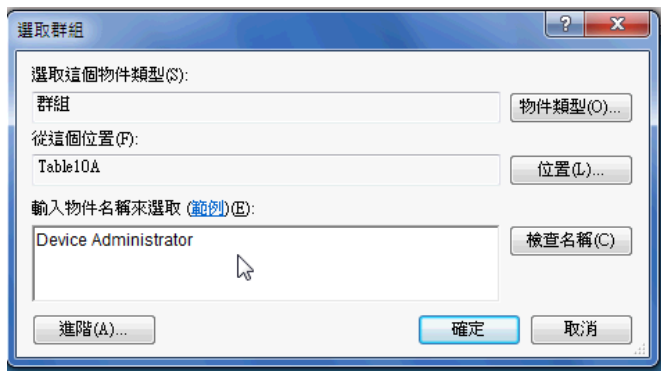 選取群組
選取這個物件類型(S):
群組
物件類型(O)...
從這個位置(F):
Table10A
位置(L)...
輸入物件名稱來選取 (範例)(E):
Device Administrator
檢查名稱(C)
進階(A)...
確定
取消